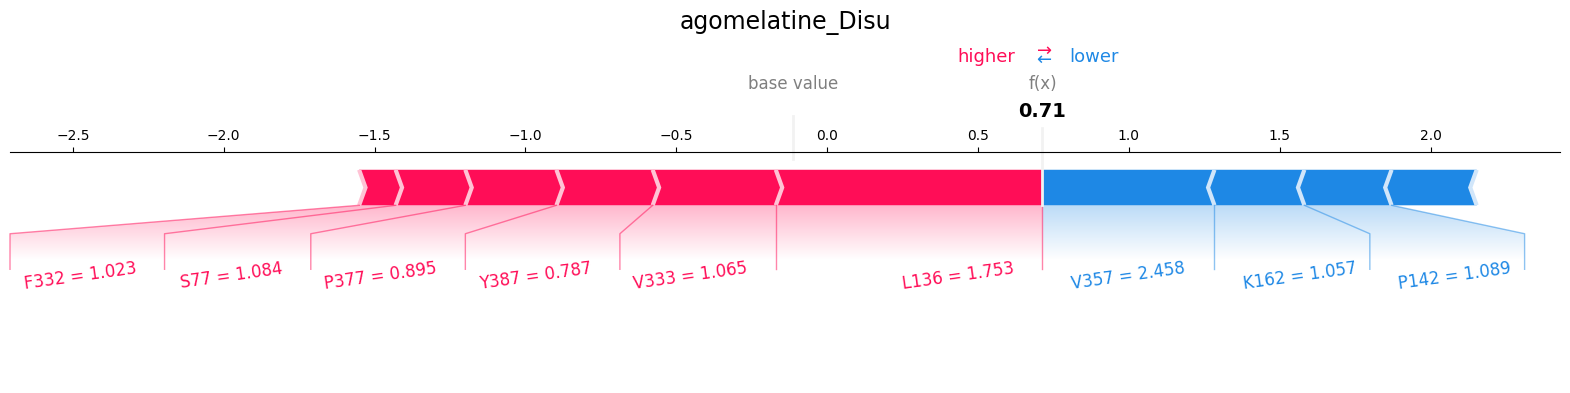 agomelatine_Disu
higher ⇄ lower
base value f(x)
0.71
−2.5 −2.0 −1.5 −1.0 −0.5 0.0 0.5 1.0 1.5 2.0
F332 = 1.023 S77 = 1.084 P377 = 0.895 Y387 = 0.787 V333 = 1.065 L136 = 1.753 V357 = 2.458 K162 = 1.057 P142 = 1.089